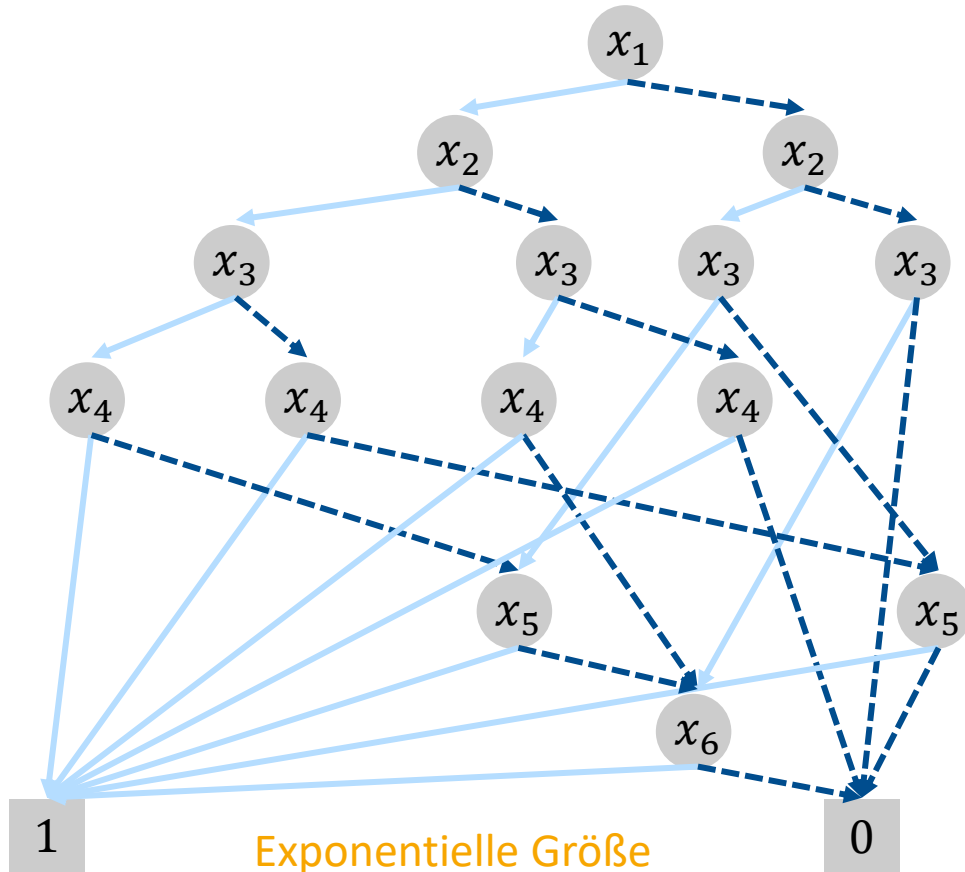 x₁
x₂ x₂
x₃ x₃ x₃ x₃
x₄ x₄ x₄ x₄
x₅ x₅
x₆
1 0
Exponentielle Größe